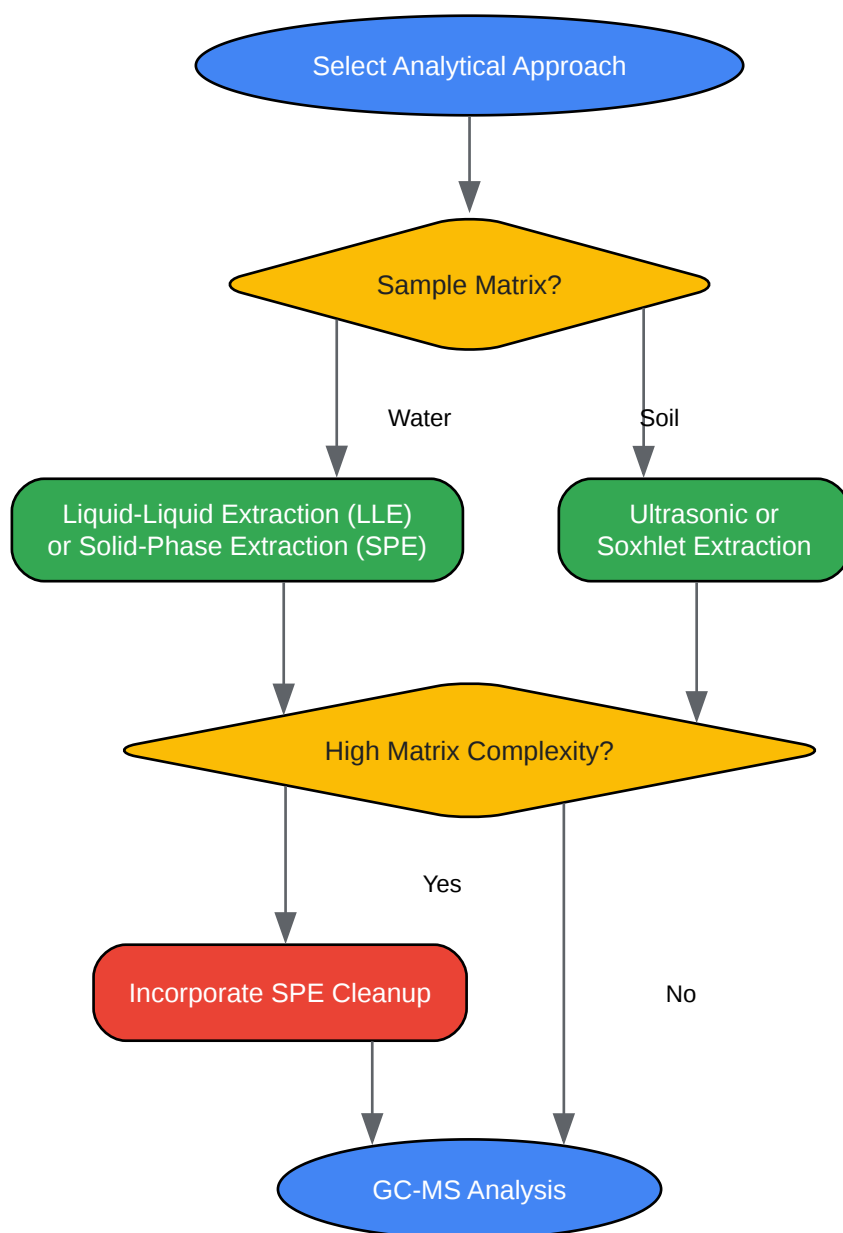 Select Analytical Approach
Sample Matrix?
Water
Soil
Liquid-Liquid Extraction (LLE)
or Solid-Phase Extraction (SPE)
Ultrasonic or
Soxhlet Extraction
High Matrix Complexity?
Yes
Incorporate SPE Cleanup
No
GC-MS Analysis